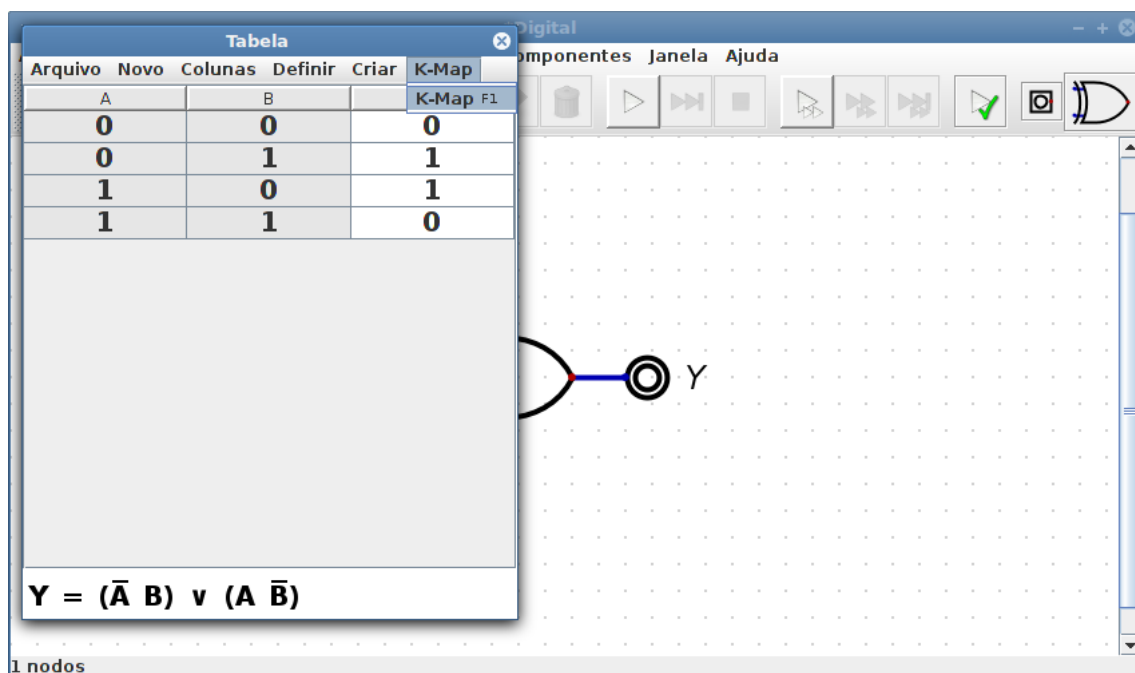 Digital
Tabela
omponentes Janela Ajuda
Arquivo Novo Colunas Definir Criar K-Map
A B K-Map F1
0 0 0
0 1 1
1 0 1
1 1 0
Y
Y = (A̅ B) ∨ (A B̅)
1 nodos